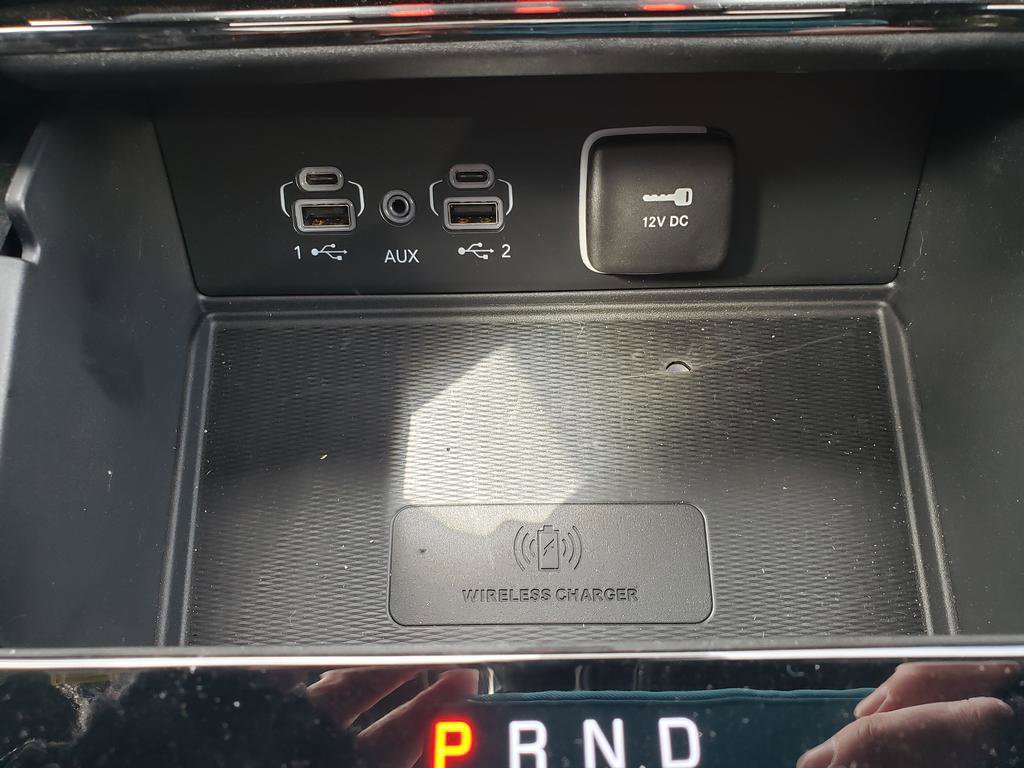 1
AUX
2
12V DC
WIRELESS CHARGER
P R N D